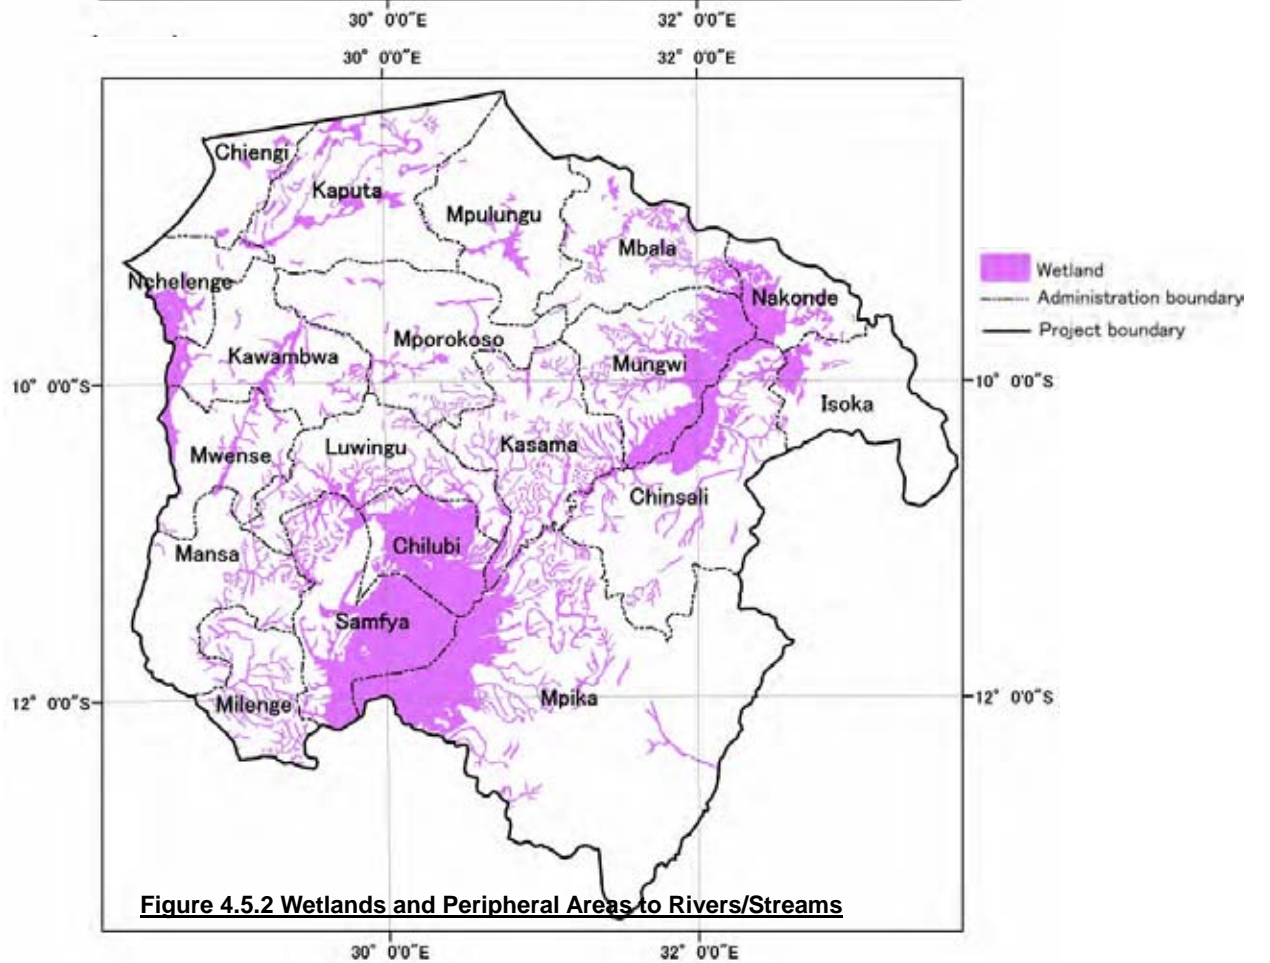 30° 0'0"E 32° 0'0"E
30° 0'0"E 32° 0'0"E
Chiengi
Kaputa
Mpulungu
Mbala
Nchelenge
Nakonde
Kawambwa
Mporokoso
Mungwi
10° 0'0"S 10° 0'0"S
Isoka
Mwense
Luwingu
Kasama
Chinsali
Mansa
Chilubi
Samfya
Milenge
Mpika
12° 0'0"S 12° 0'0"S
Wetland
Administration boundary
Project boundary
Figure 4.5.2 Wetlands and Peripheral Areas to Rivers/Streams
30° 0'0"E 32° 0'0"E